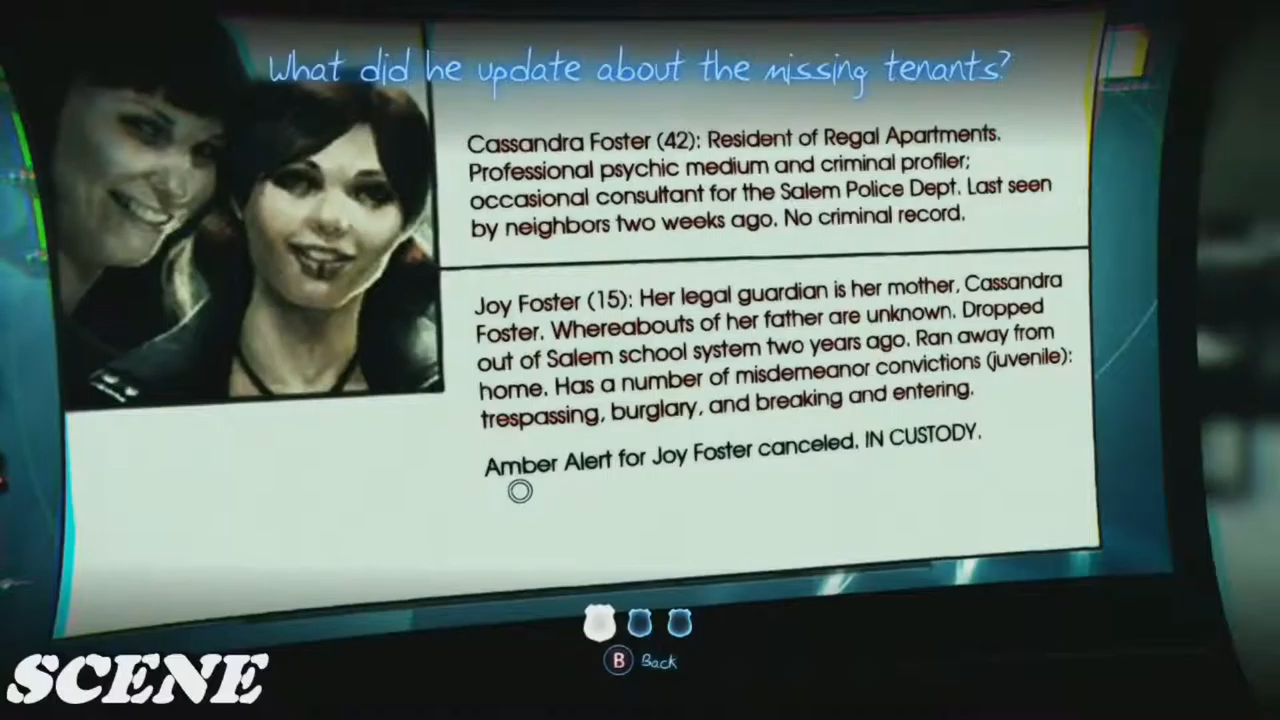 What did he update about the missing tenants?
Cassandra Foster (42): Resident of Regal Apartments.
Professional psychic medium and criminal profiler;
occasional consultant for the Salem Police Dept. Last seen
by neighbors two weeks ago. No criminal record.
Joy Foster (15): Her legal guardian is her mother, Cassandra
Foster. Whereabouts of her father are unknown. Dropped
out of Salem school system two years ago. Ran away from
home. Has a number of misdemeanor convictions (juvenile):
trespassing, burglary, and breaking and entering.
Amber Alert for Joy Foster canceled. IN CUSTODY.
B Back
SCENE